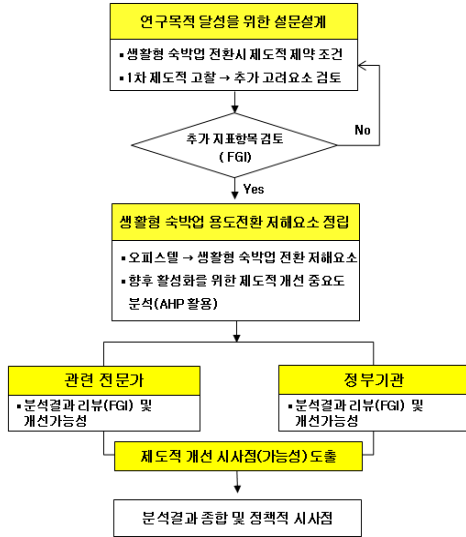 연구목적 달성을 위한 설문설계
▪ 생활형 숙박업 전환시 제도적 제약 조건
▪ 1차 제도적 고찰 → 추가 고려요소 검토
추가 지표항목 검토
( FGI)
No
Yes
생활형 숙박업 용도전환 저해요소 정립
▪ 오피스텔 → 생활형 숙박업 전환 저해요소
▪ 향후 활성화를 위한 제도적 개선 중요도
분석(AHP 활용)
관련 전문가
▪ 분석결과 리뷰(FGI) 및
개선가능성
정부기관
▪ 분석결과 리뷰(FGI) 및
개선가능성
제도적 개선 시사점(가능성) 도출
분석결과 종합 및 정책적 시사점